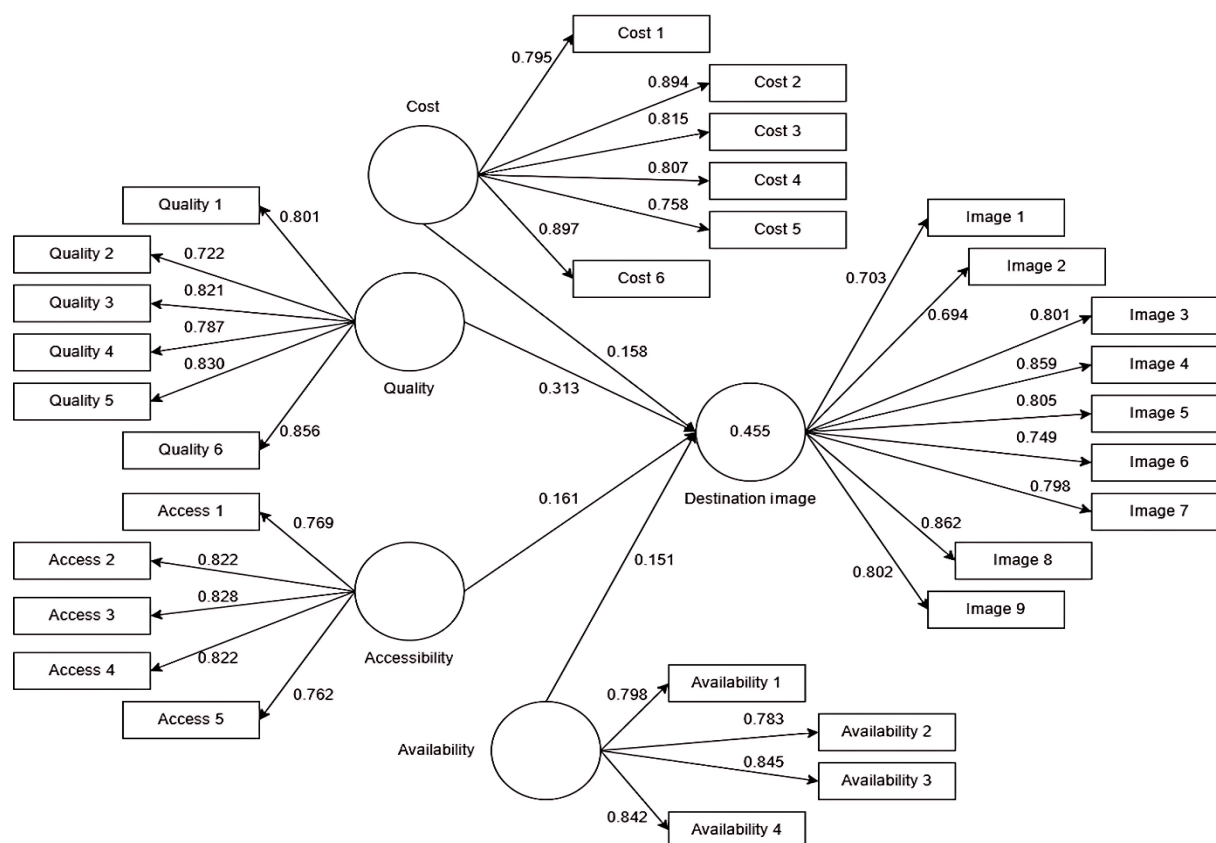 Cost 1
0.795
Cost 2
0.894
Cost
0.815
Cost 3
0.807
Cost 4
0.758
Cost 5
0.897
Cost 6
Quality 1
0.801
Quality 2
0.722
Quality 3
0.821
Quality 4
0.787
0.830
Quality 5
Quality
0.856
Quality 6
0.158
0.313
Image 1
Image 2
0.703
0.694
0.801
Image 3
0.859
Image 4
0.805
Image 5
0.455
0.749
Image 6
Destination image
0.798
Image 7
0.862
Image 8
0.802
Image 9
Access 1
0.769
0.161
Access 2
0.822
0.828
Access 3
0.822
Access 4
Accessibility
0.762
Access 5
0.151
Availability 1
0.798
0.783
Availability 2
Availability
0.845
Availability 3
0.842
Availability 4